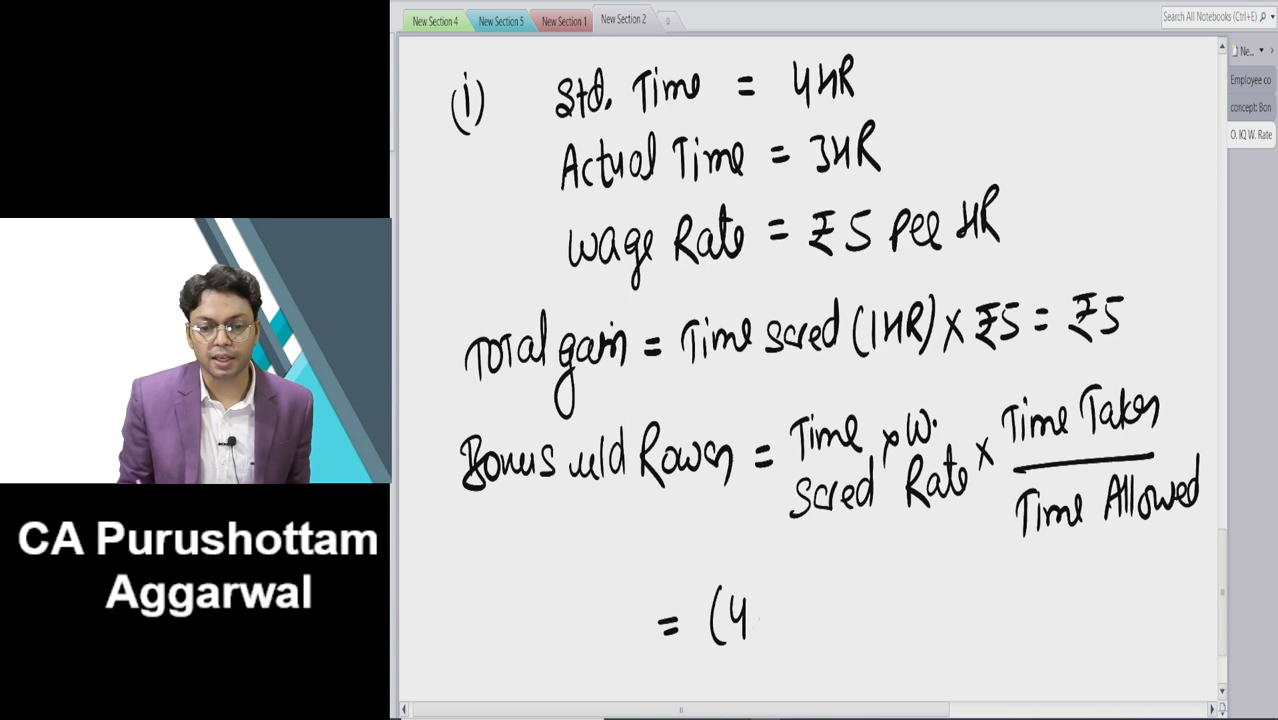 New Section 4
New Section 5
New Section 1
New Section 2
Search All Notebooks (Ctrl+E)
Ne...
Employee co
concept: Bon
O. IQ W. Rate
(i) Std. Time = 4HR
Actual Time = 3HR
Wage Rate = ₹5 Per HR
Total gain = Time saved (1HR) × ₹5 = ₹5
Bonus u/d Rowan = Time saved × W. Rate × Time Taken / Time Allowed
= (4
CA Purushottam
Aggarwal